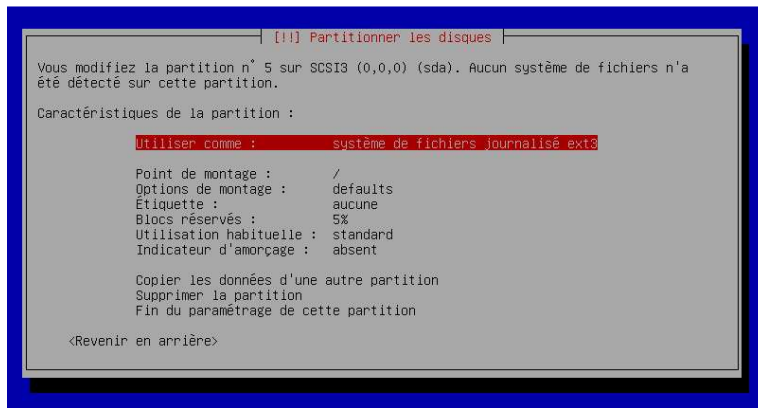 [!!] Partitionner les disques
Vous modifiez la partition n° 5 sur SCSI3 (0,0,0) (sda). Aucun système de fichiers n'a
été détecté sur cette partition.
Caractéristiques de la partition :
Utiliser comme : système de fichiers journalisé ext3
Point de montage : /
Options de montage : defaults
Étiquette : aucune
Blocs réservés : 5%
Utilisation habituelle : standard
Indicateur d'amorçage : absent
Copier les données d'une autre partition
Supprimer la partition
Fin du paramétrage de cette partition
<Revenir en arrière>